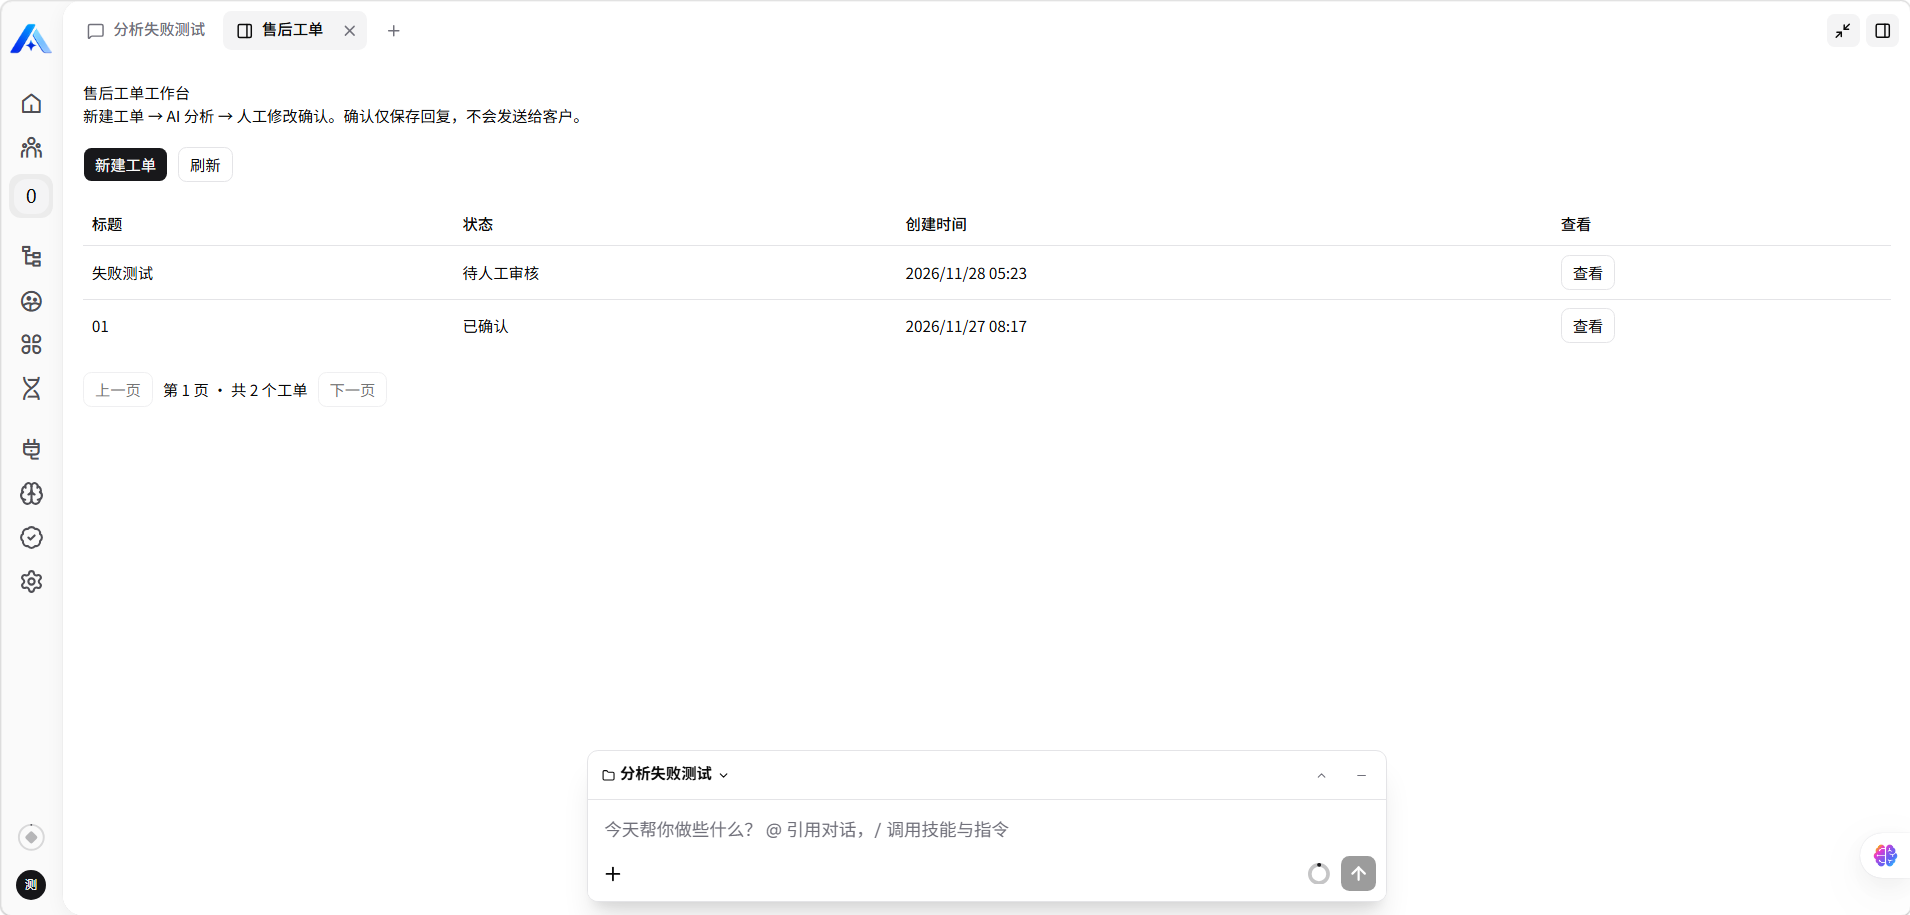 分析失败测试
售后工单
售后工单工作台
新建工单 → AI 分析 → 人工修改确认。确认仅保存回复，不会发送给客户。
新建工单 刷新
0
标题 状态 创建时间 查看
失败测试 待人工审核 2026/11/28 05:23 查看
01 已确认 2026/11/27 08:17 查看
上一页 第 1 页 · 共 2 个工单 下一页
分析失败测试
今天帮你做些什么？ @ 引用对话，/ 调用技能与指令
测